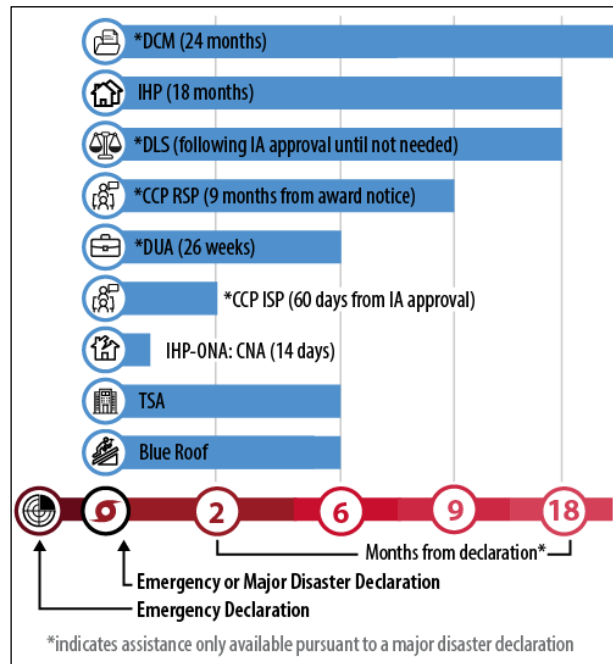 *DCM (24 months)
IHP (18 months)
*DLS (following IA approval until not needed)
*CCP RSP (9 months from award notice)
*DUA (26 weeks)
*CCP ISP (60 days from IA approval)
IHP-ONA: CNA (14 days)
TSA
Blue Roof
2 6 9 18
Months from declaration*
Emergency or Major Disaster Declaration
Emergency Declaration
*indicates assistance only available pursuant to a major disaster declaration